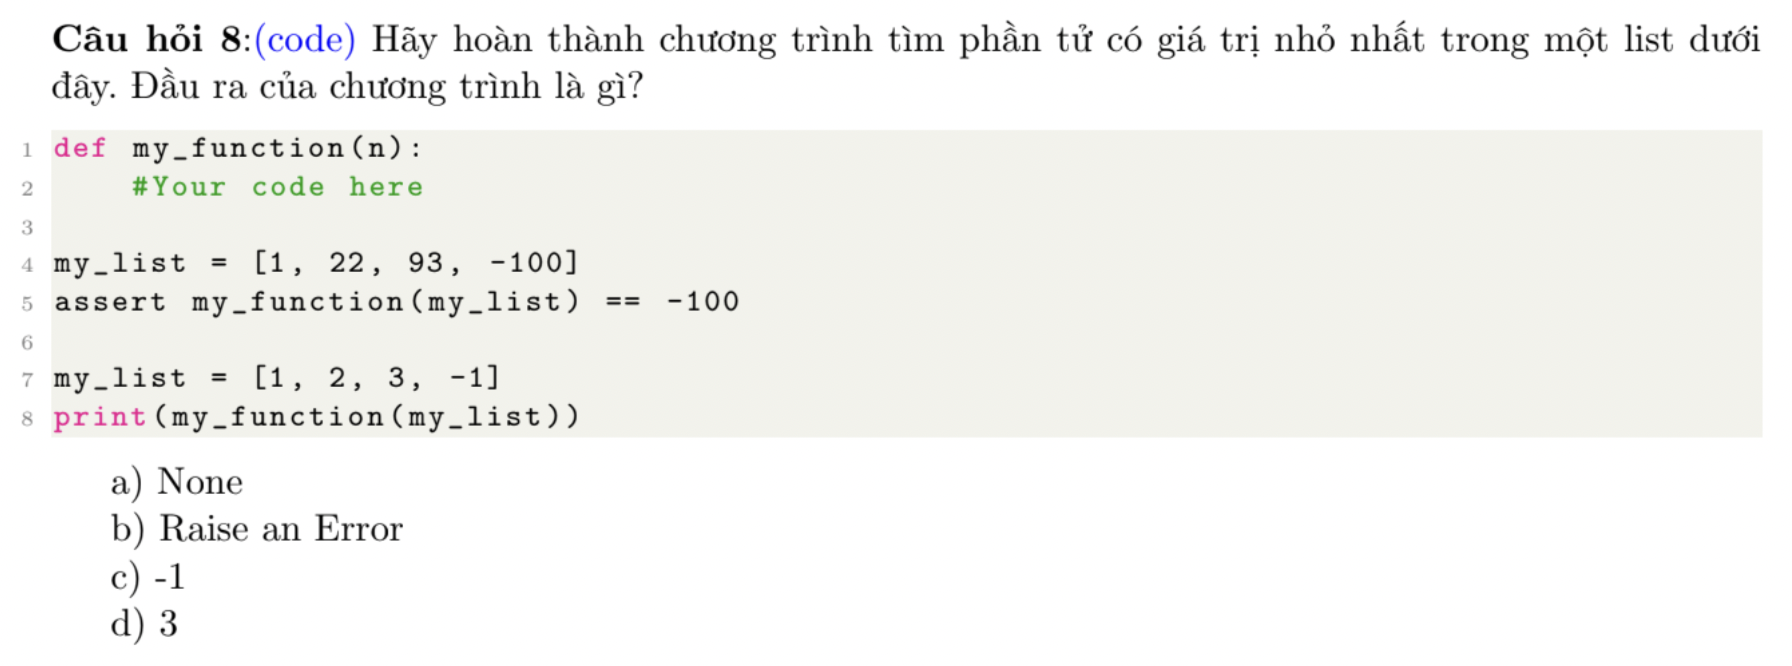 Câu hỏi 8:(code) Hãy hoàn thành chương trình tìm phần tử có giá trị nhỏ nhất trong một list dưới
đây. Đầu ra của chương trình là gì?
1 def my_function(n):
2     #Your code here
3
4 my_list = [1, 22, 93, -100]
5 assert my_function(my_list) == -100
6
7 my_list = [1, 2, 3, -1]
8 print(my_function(my_list))
a) None
b) Raise an Error
c) -1
d) 3